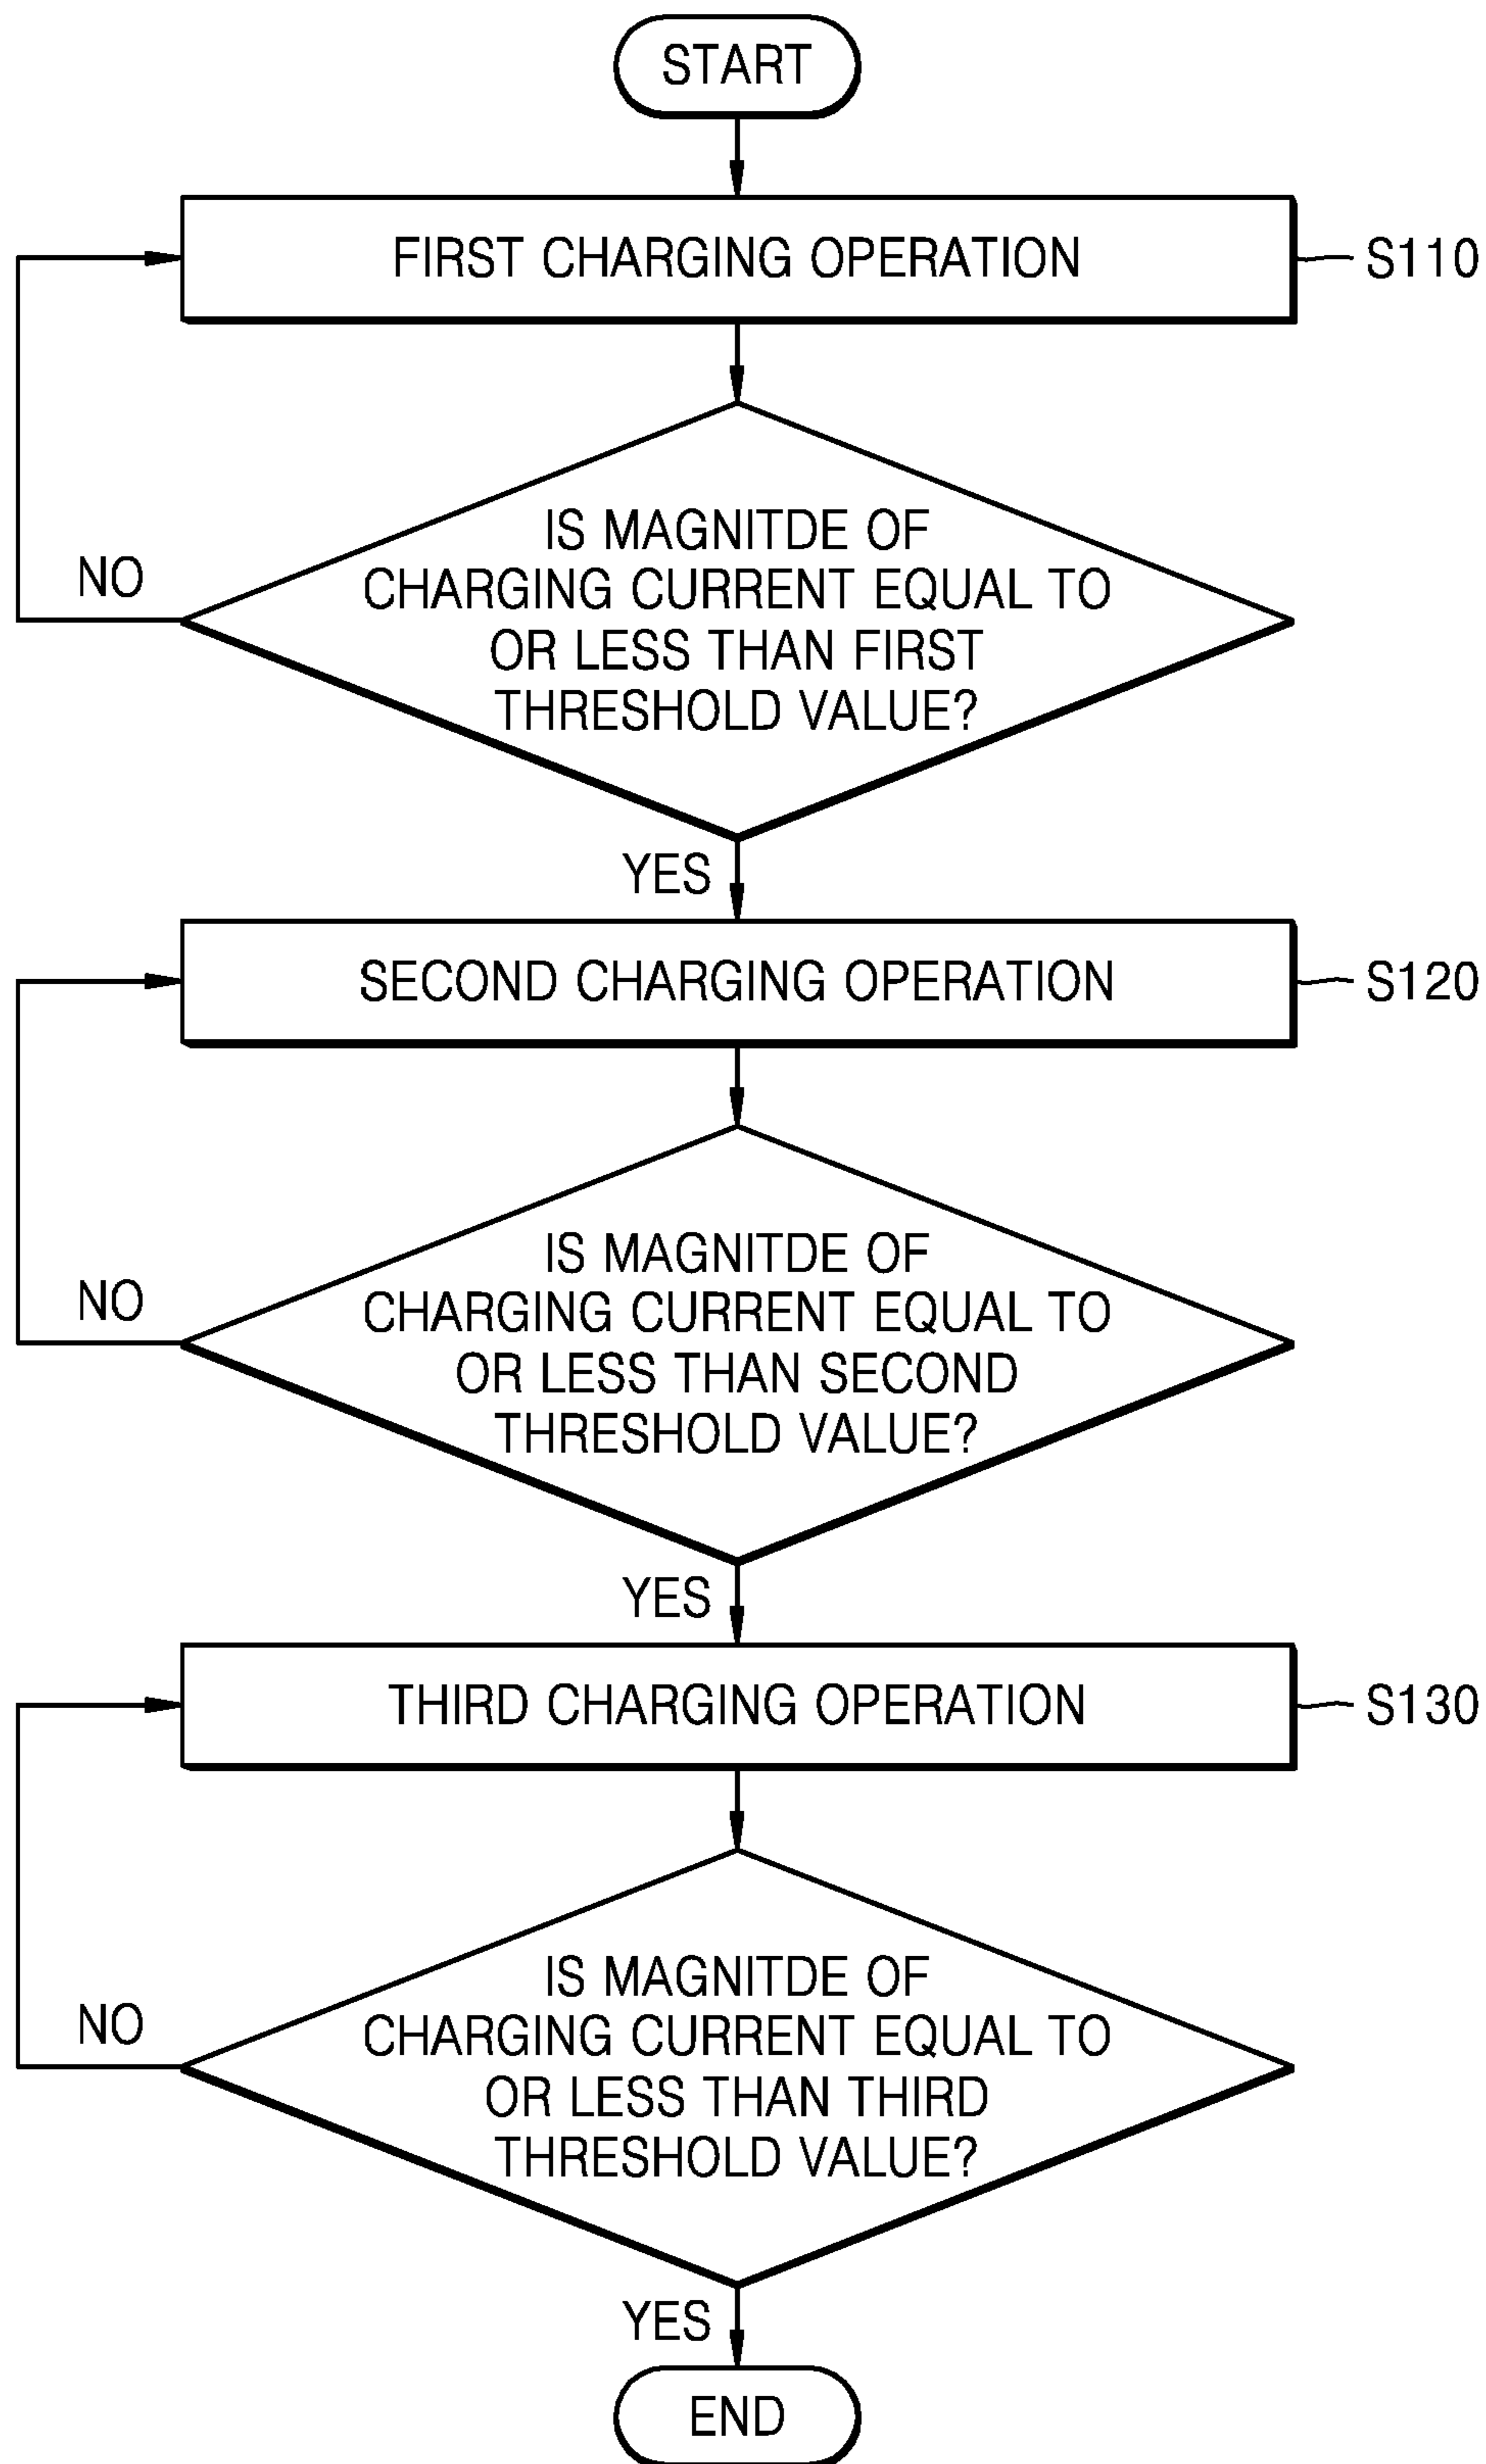 START
FIRST CHARGING OPERATION
S110
IS MAGNITDE OF
CHARGING CURRENT EQUAL TO
OR LESS THAN FIRST
THRESHOLD VALUE?
NO
YES
SECOND CHARGING OPERATION
S120
IS MAGNITDE OF
CHARGING CURRENT EQUAL TO
OR LESS THAN SECOND
THRESHOLD VALUE?
NO
YES
THIRD CHARGING OPERATION
S130
IS MAGNITDE OF
CHARGING CURRENT EQUAL TO
OR LESS THAN THIRD
THRESHOLD VALUE?
NO
YES
END